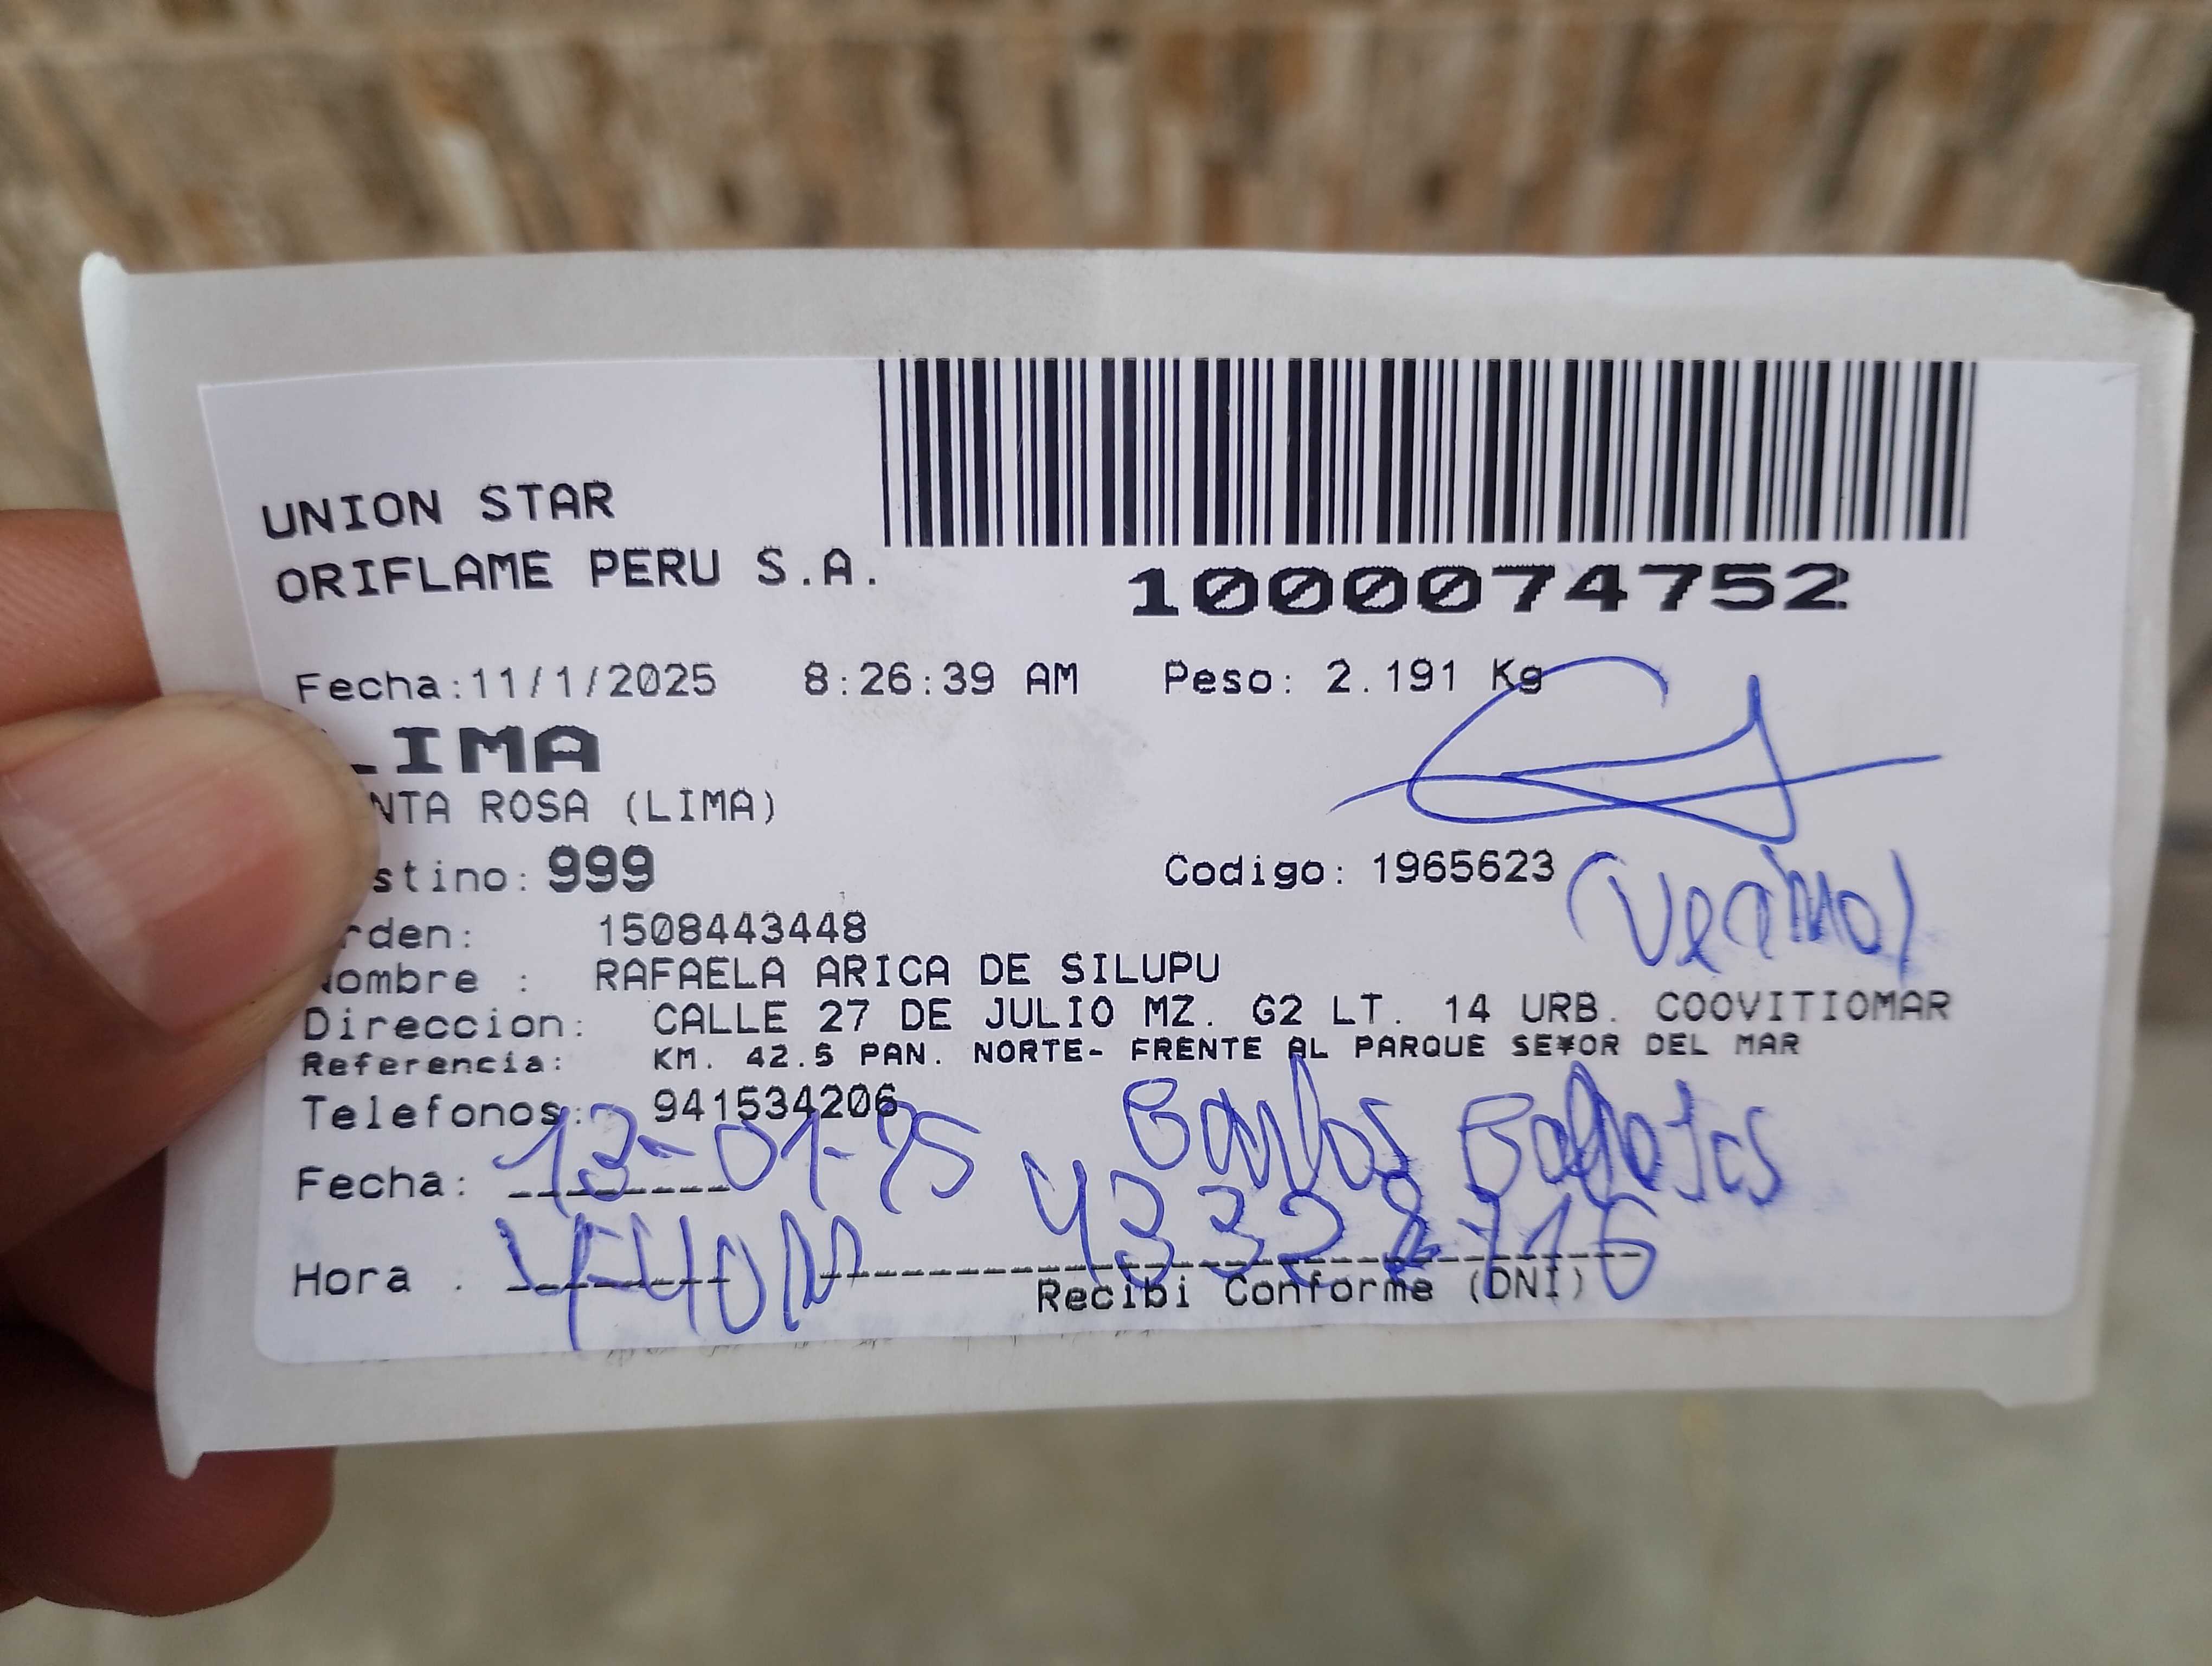 UNION STAR
ORIFLAME PERU S.A.
1000074752
Fecha:11/1/2025 8:26:39 AM Peso: 2.191 Kg
LIMA
NTA ROSA (LIMA)
stino: 999 Codigo: 1965623
(Vecino)
rden: 1508443448
Nombre : RAFAELA ARICA DE SILUPU
Direccion: CALLE 27 DE JULIO MZ. G2 LT. 14 URB. COOVITIOMAR
Referencia: KM. 42.5 PAN. NORTE- FRENTE AL PARQUE SE¥OR DEL MAR
Telefonos: 941534206
Carlos
Fecha: 13-01-25
Hora :
Recibi Conforme (DNI)